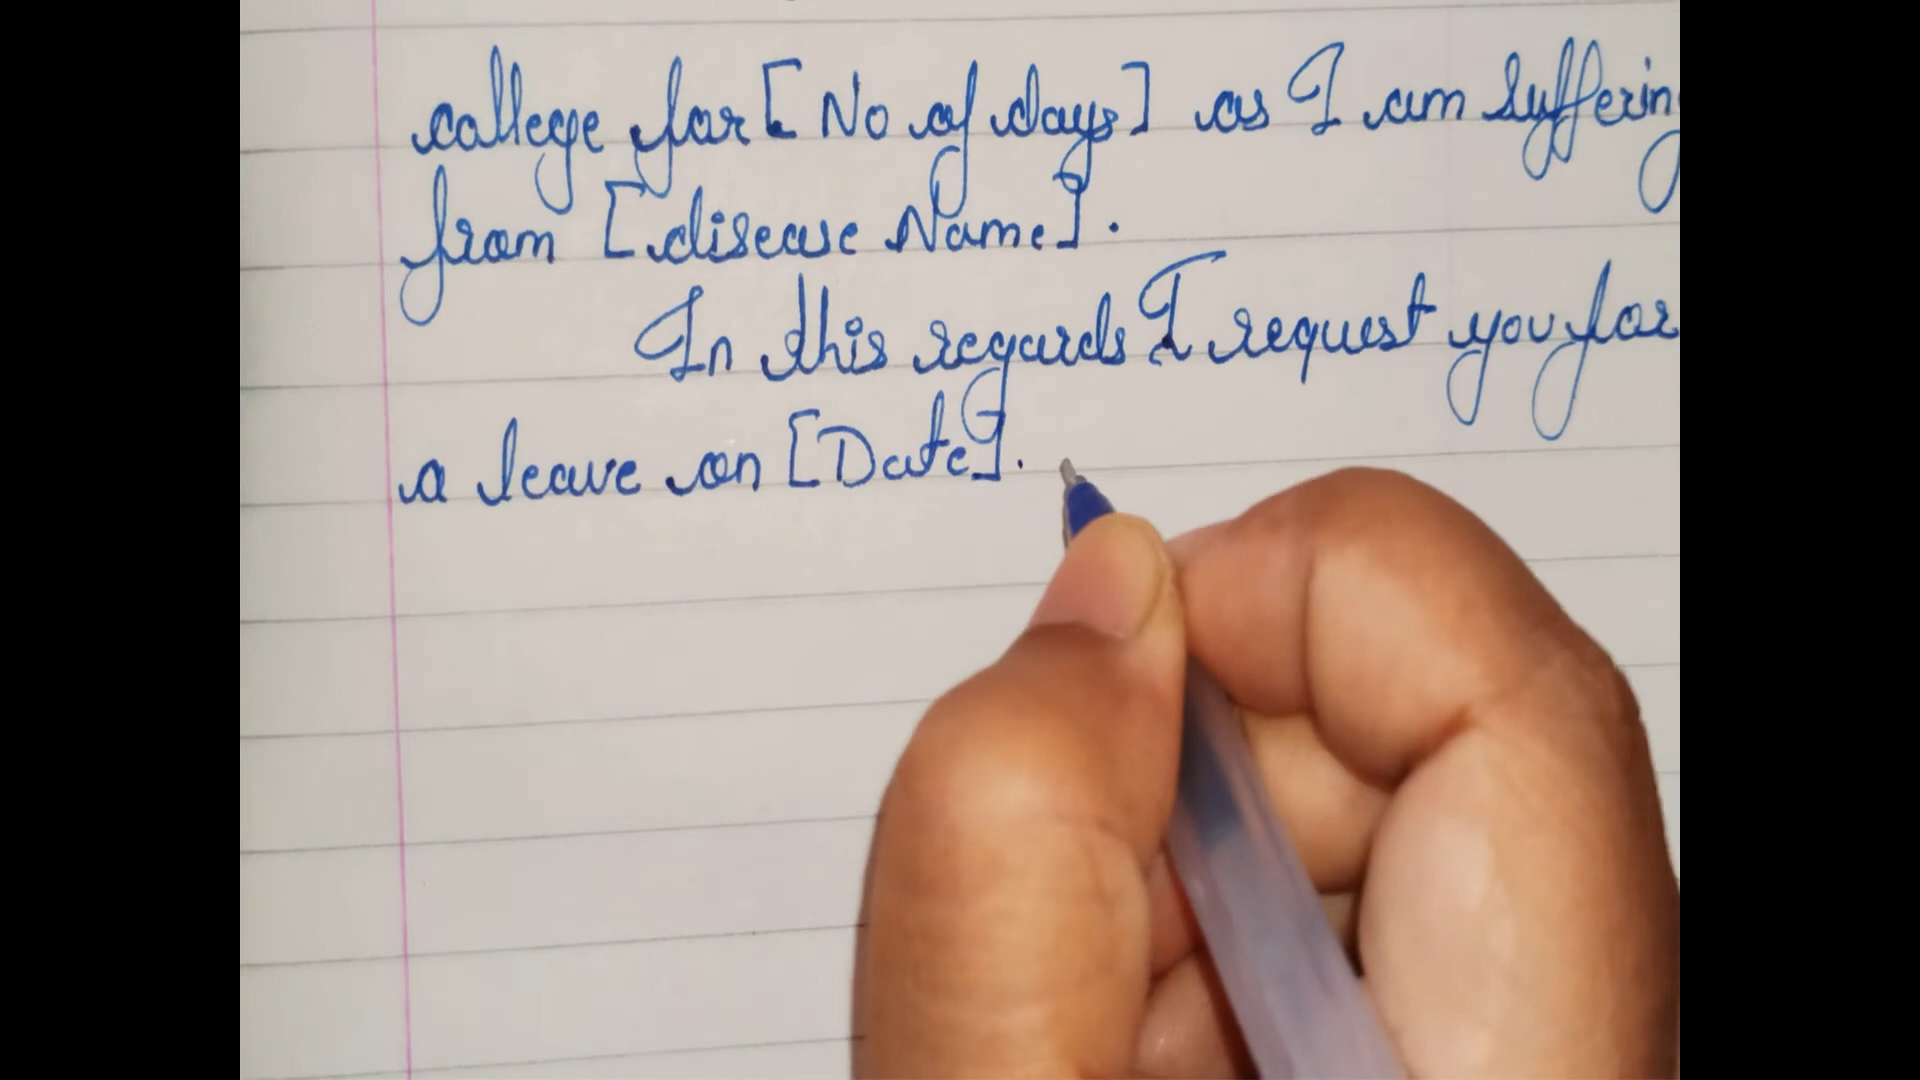 college for [No of days] as I am suffering
from [disease Name].
In this regards I request you for
a leave on [Date].